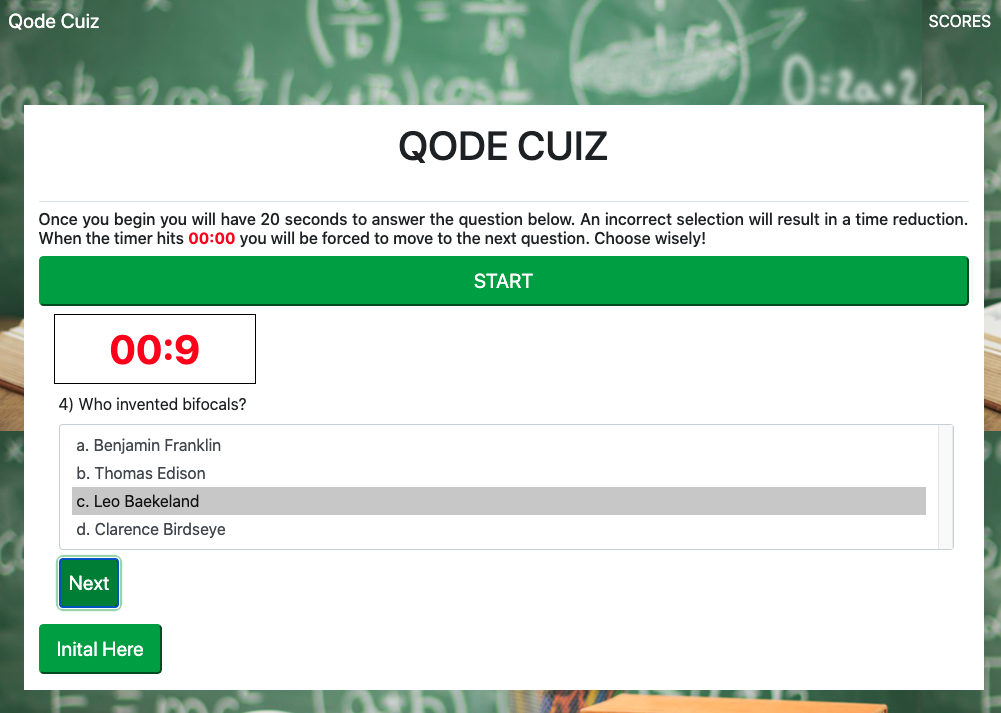 Qode Cuiz
SCORES
QODE CUIZ
Once you begin you will have 20 seconds to answer the question below. An incorrect selection will result in a time reduction.
When the timer hits 00:00 you will be forced to move to the next question. Choose wisely!
START
00:9
4) Who invented bifocals?
a. Benjamin Franklin
b. Thomas Edison
c. Leo Baekeland
d. Clarence Birdseye
Next
Inital Here